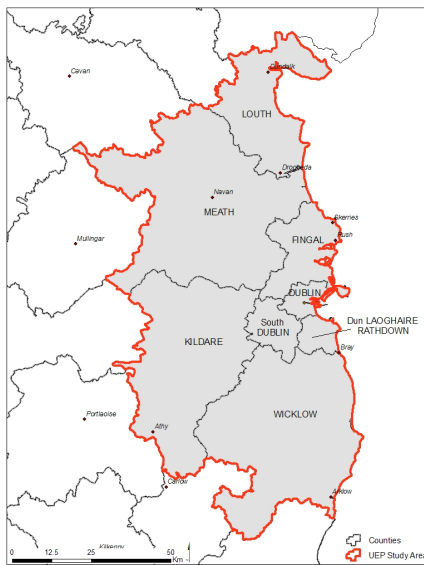 Cavan
Dundalk
LOUTH
Drogheda
Navan
MEATH
Skerries
Rush
Mullingar
FINGAL
DUBLIN
South
DUBLIN
Dun LAOGHAIRE
RATHDOWN
KILDARE
Bray
WICKLOW
Portlaoise
Athy
Carlow
Arklow
Kilkenny
0 12.5 25 50
Km
Counties
UEP Study Area